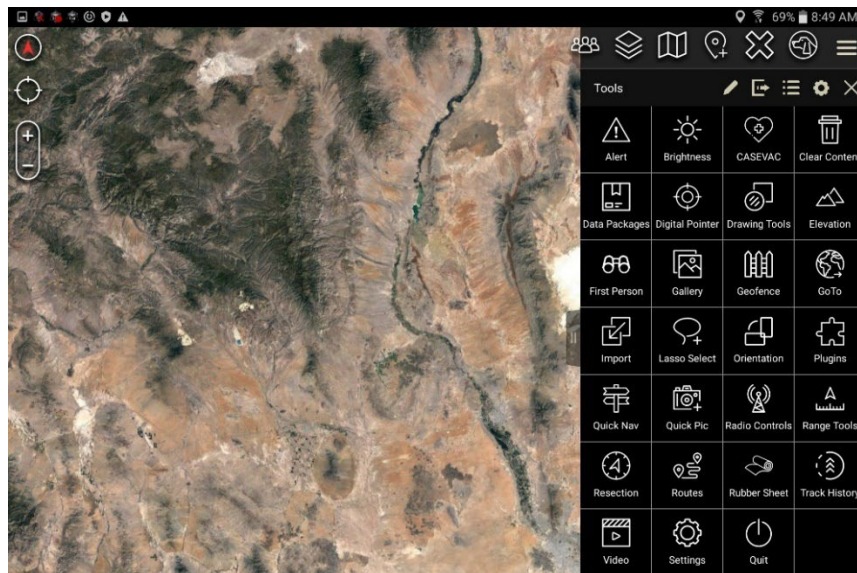 69% 8:49 AM
Tools
Alert Brightness CASEVAC Clear Conten
Data Packages Digital Pointer Drawing Tools Elevation
First Person Gallery Geofence GoTo
Import Lasso Select Orientation Plugins
Quick Nav Quick Pic Radio Controls Range Tools
Resection Routes Rubber Sheet Track History
Video Settings Quit